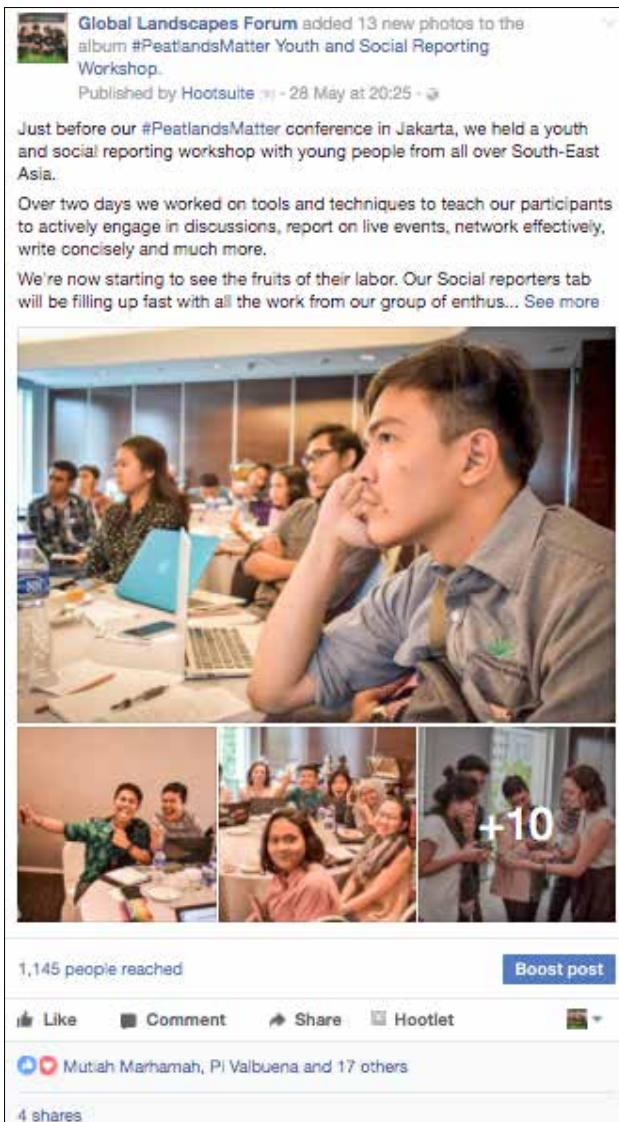 Global Landscapes Forum added 13 new photos to the
album #PeatlandsMatter Youth and Social Reporting
Workshop.
Published by Hootsuite - 28 May at 20:25 -
Just before our #PeatlandsMatter conference in Jakarta, we held a youth
and social reporting workshop with young people from all over South-East
Asia.
Over two days we worked on tools and techniques to teach our participants
to actively engage in discussions, report on live events, network effectively,
write concisely and much more.
We're now starting to see the fruits of their labor. Our Social reporters tab
will be filling up fast with all the work from our group of enthus... See more
+10
1,145 people reached
Boost post
Like Comment Share Hootlet
Mutiah Marhamah, Pi Valbuena and 17 others
4 shares